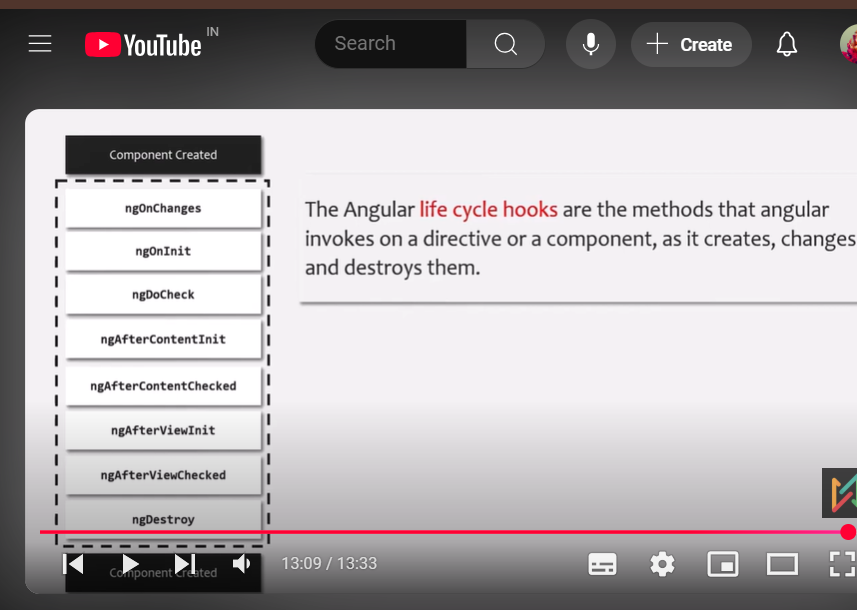 YouTube IN
Search
Create
Component Created
ngOnChanges
ngOnInit
ngDoCheck
ngAfterContentInit
ngAfterContentChecked
ngAfterViewInit
ngAfterViewChecked
ngDestroy
Component Created
The Angular life cycle hooks are the methods that angular
invokes on a directive or a component, as it creates, changes
and destroys them.
13:09 / 13:33